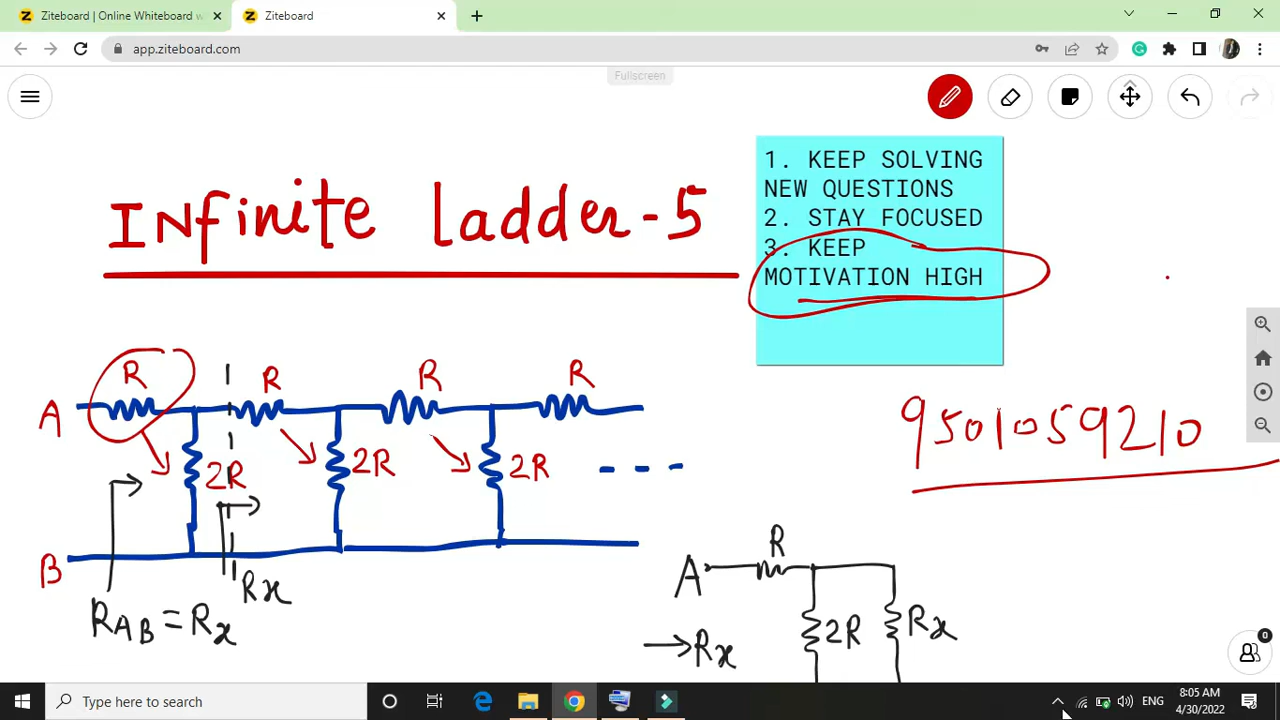 Ziteboard | Online Whiteboard w
Ziteboard
app.ziteboard.com
Fullscreen
1. KEEP SOLVING
NEW QUESTIONS
2. STAY FOCUSED
3. KEEP
MOTIVATION HIGH
Infinite ladder-5
R R R R
A
2R 2R 2R
9501059210
B
Rx
RAB = Rx
R
A
2R Rx
→Rx
0
Type here to search
ENG
8:05 AM
4/30/2022